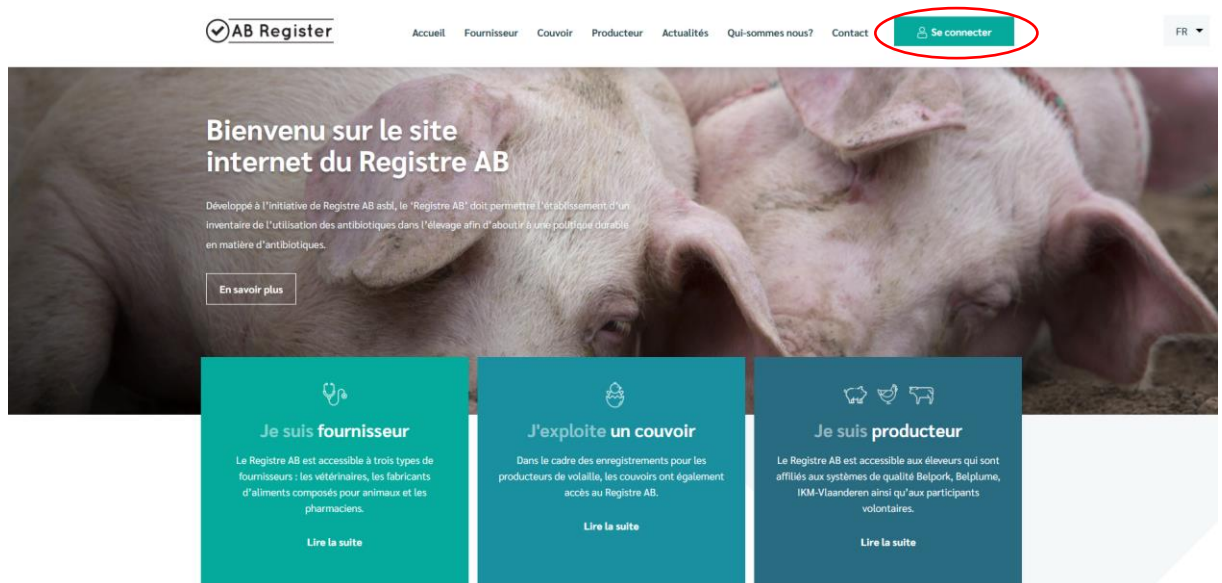 AB Register
Accueil Fournisseur Couvoir Producteur Actualités Qui-sommes nous? Contact Se connecter FR
Bienvenu sur le site
internet du Registre AB
Développé à l'initiative de Registre AB asbl, le 'Registre AB' doit permettre l'établissement d'un
inventaire de l'utilisation des antibiotiques dans l'élevage afin d'aboutir à une politique durable
en matière d'antibiotiques.
En savoir plus
Je suis fournisseur
Le Registre AB est accessible à trois types de
fournisseurs : les vétérinaires, les fabricants
d'aliments composés pour animaux et les
pharmaciens.
Lire la suite
J'exploite un couvoir
Dans le cadre des enregistrements pour les
producteurs de volaille, les couvoirs ont également
accès au Registre AB.
Lire la suite
Je suis producteur
Le Registre AB est accessible aux éleveurs qui sont
affiliés aux systèmes de qualité Belpork, Belplume,
IKM-Vlaanderen ainsi qu'aux participants
volontaires.
Lire la suite